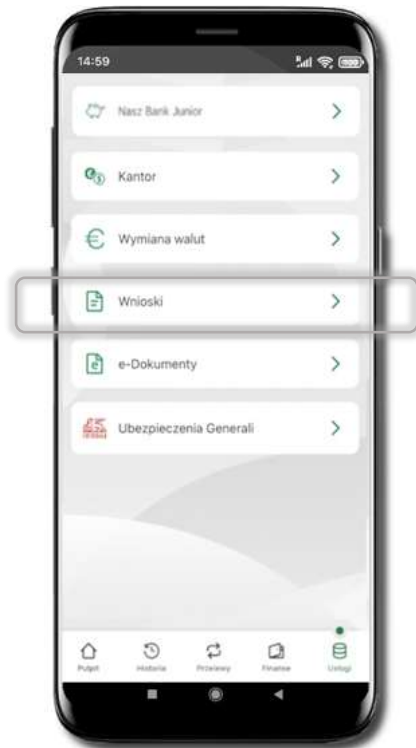 14:59
Nasz Bank Junior
Kantor
Wymiana walut
Wnioski
e-Dokumenty
Ubezpieczenia Generali
Pulpit
Historia
Przelewy
Finanse
Usługi